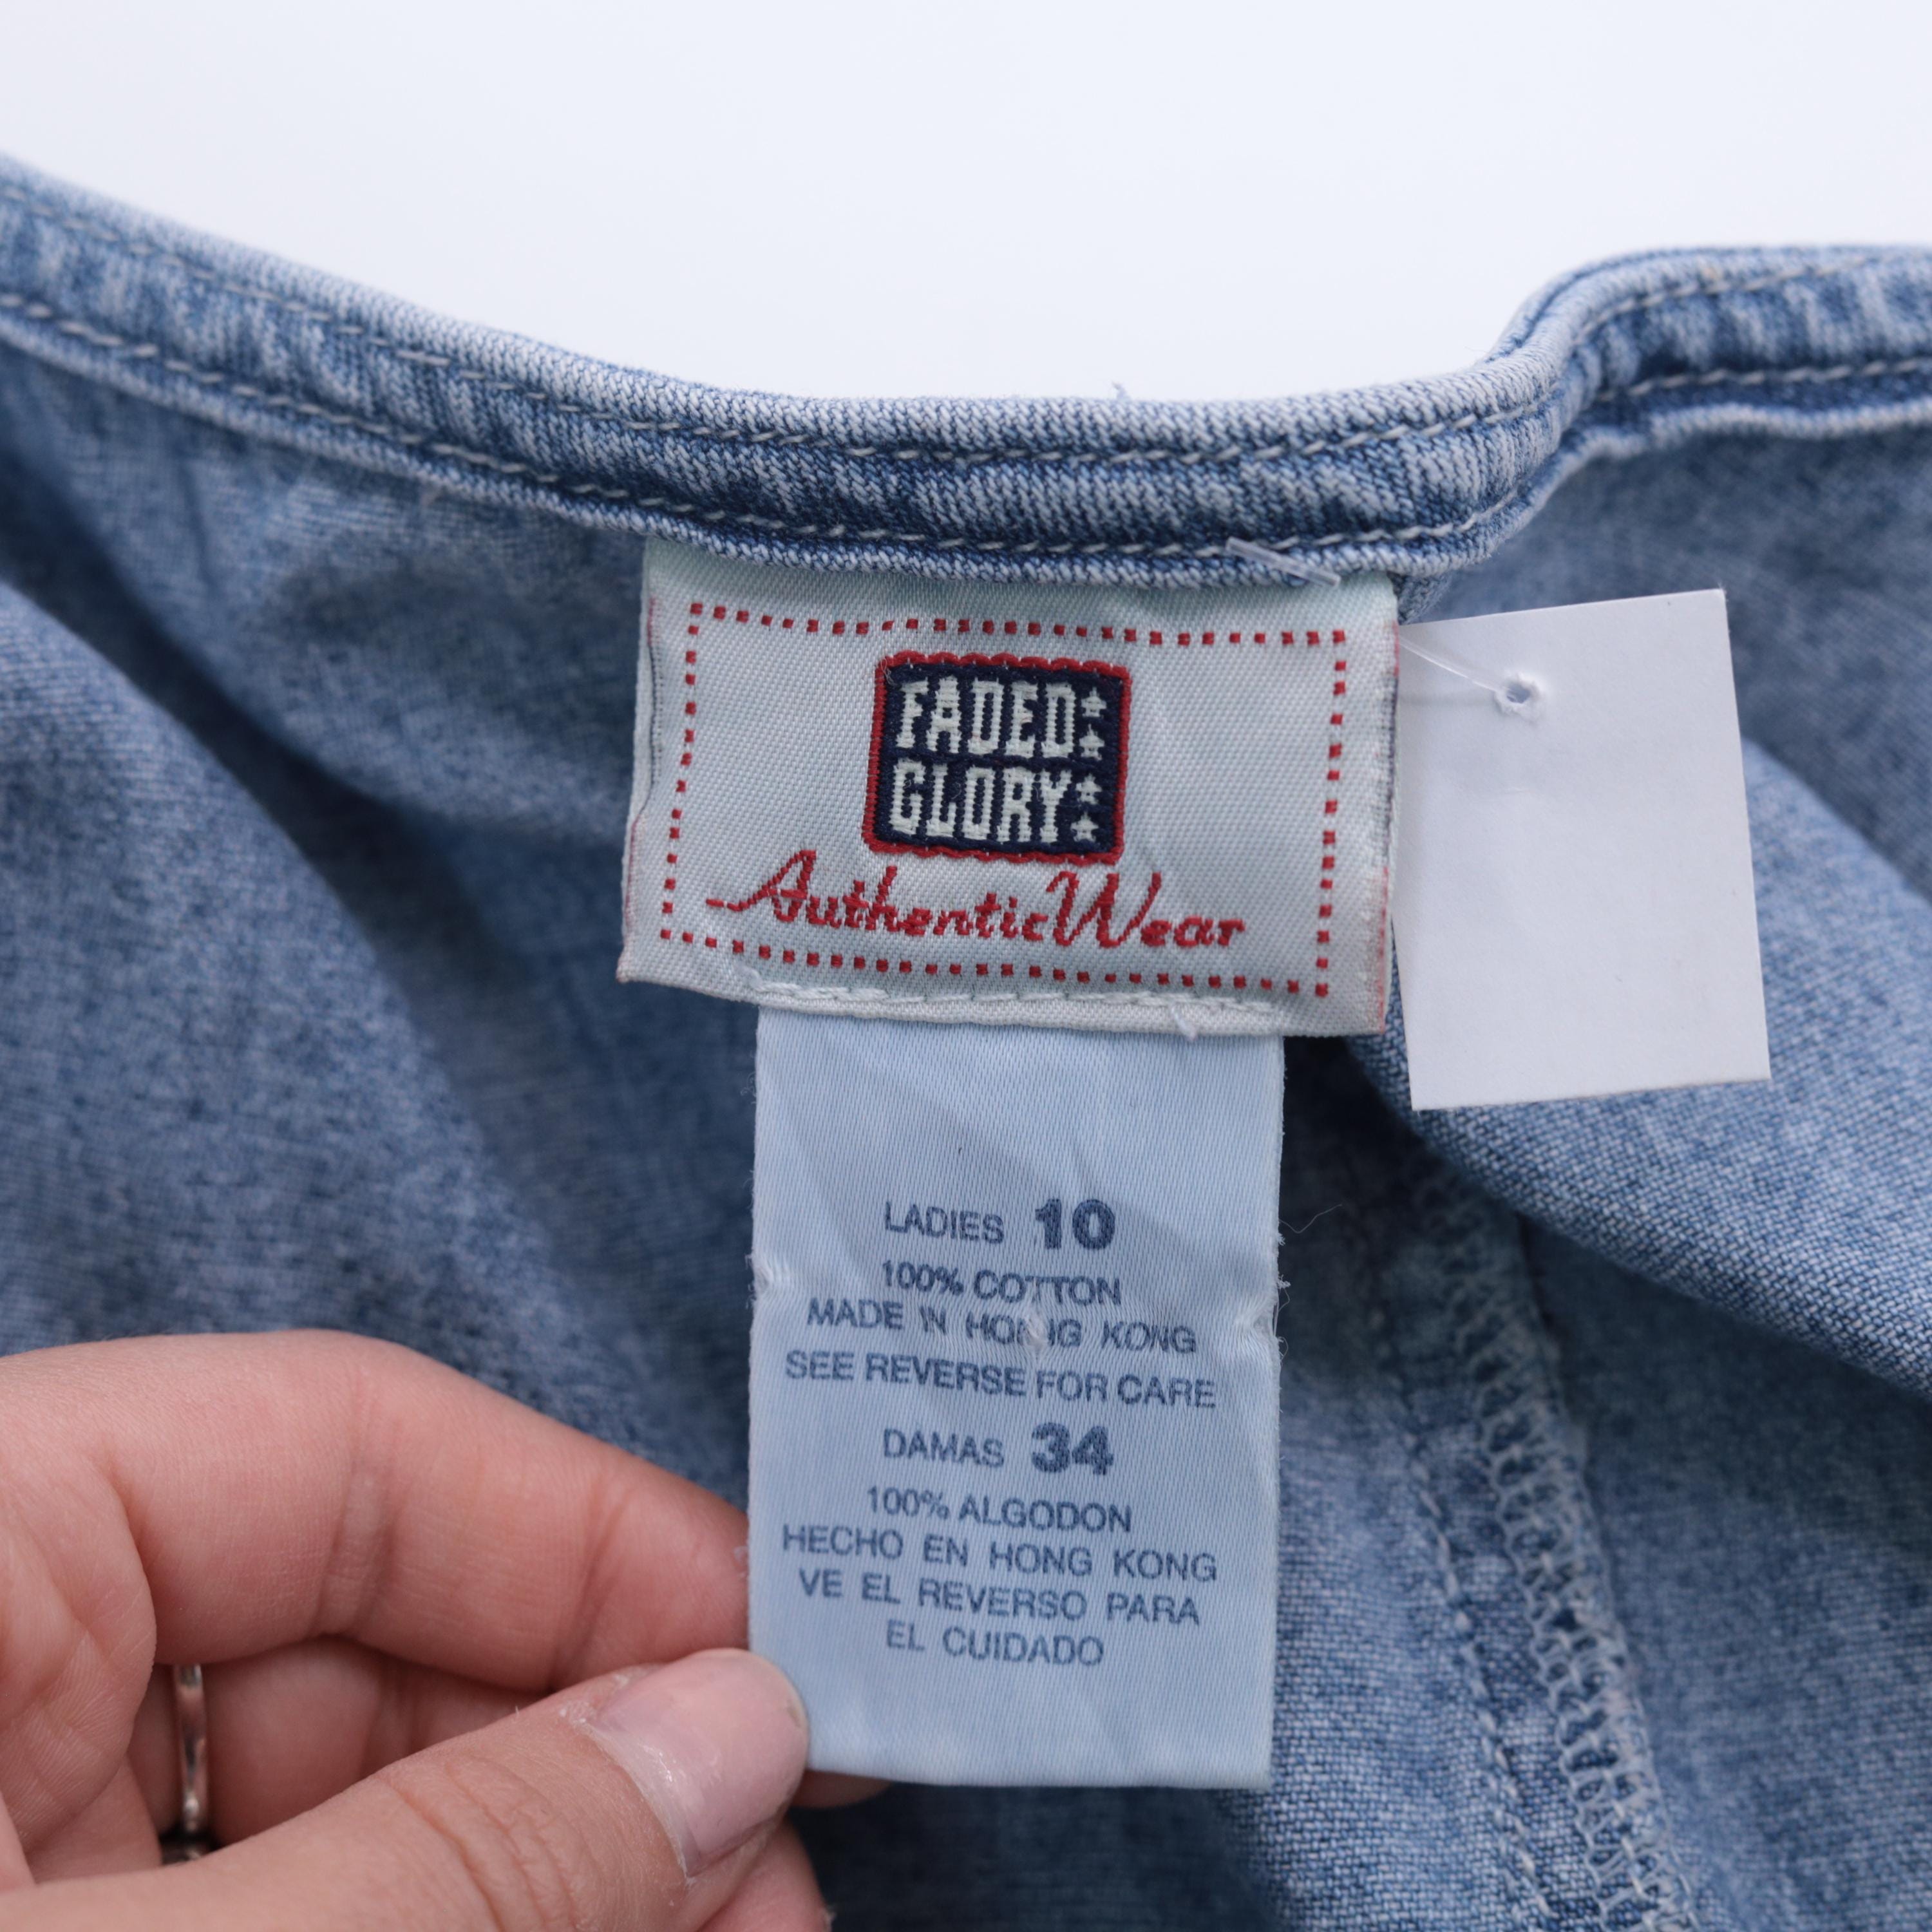 FADED
GLORY
Authentic Wear
LADIES 10
100% COTTON
MADE IN HONG KONG
SEE REVERSE FOR CARE
DAMAS 34
100% ALGODON
HECHO EN HONG KONG
VE EL REVERSO PARA
EL CUIDADO